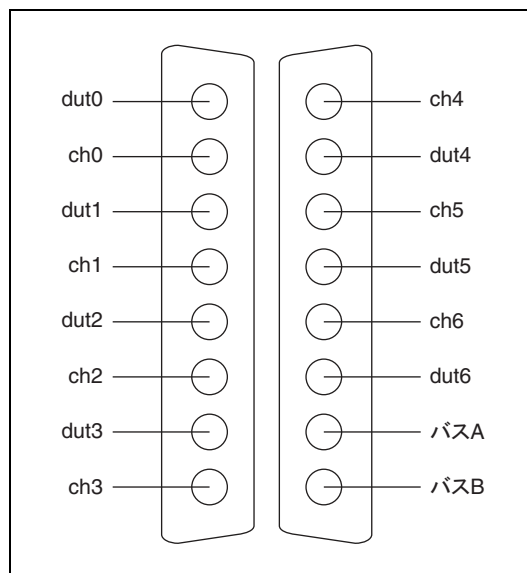 dut0
ch0
dut1
ch1
dut2
ch2
dut3
ch3
ch4
dut4
ch5
dut5
ch6
dut6
バスA
バスB